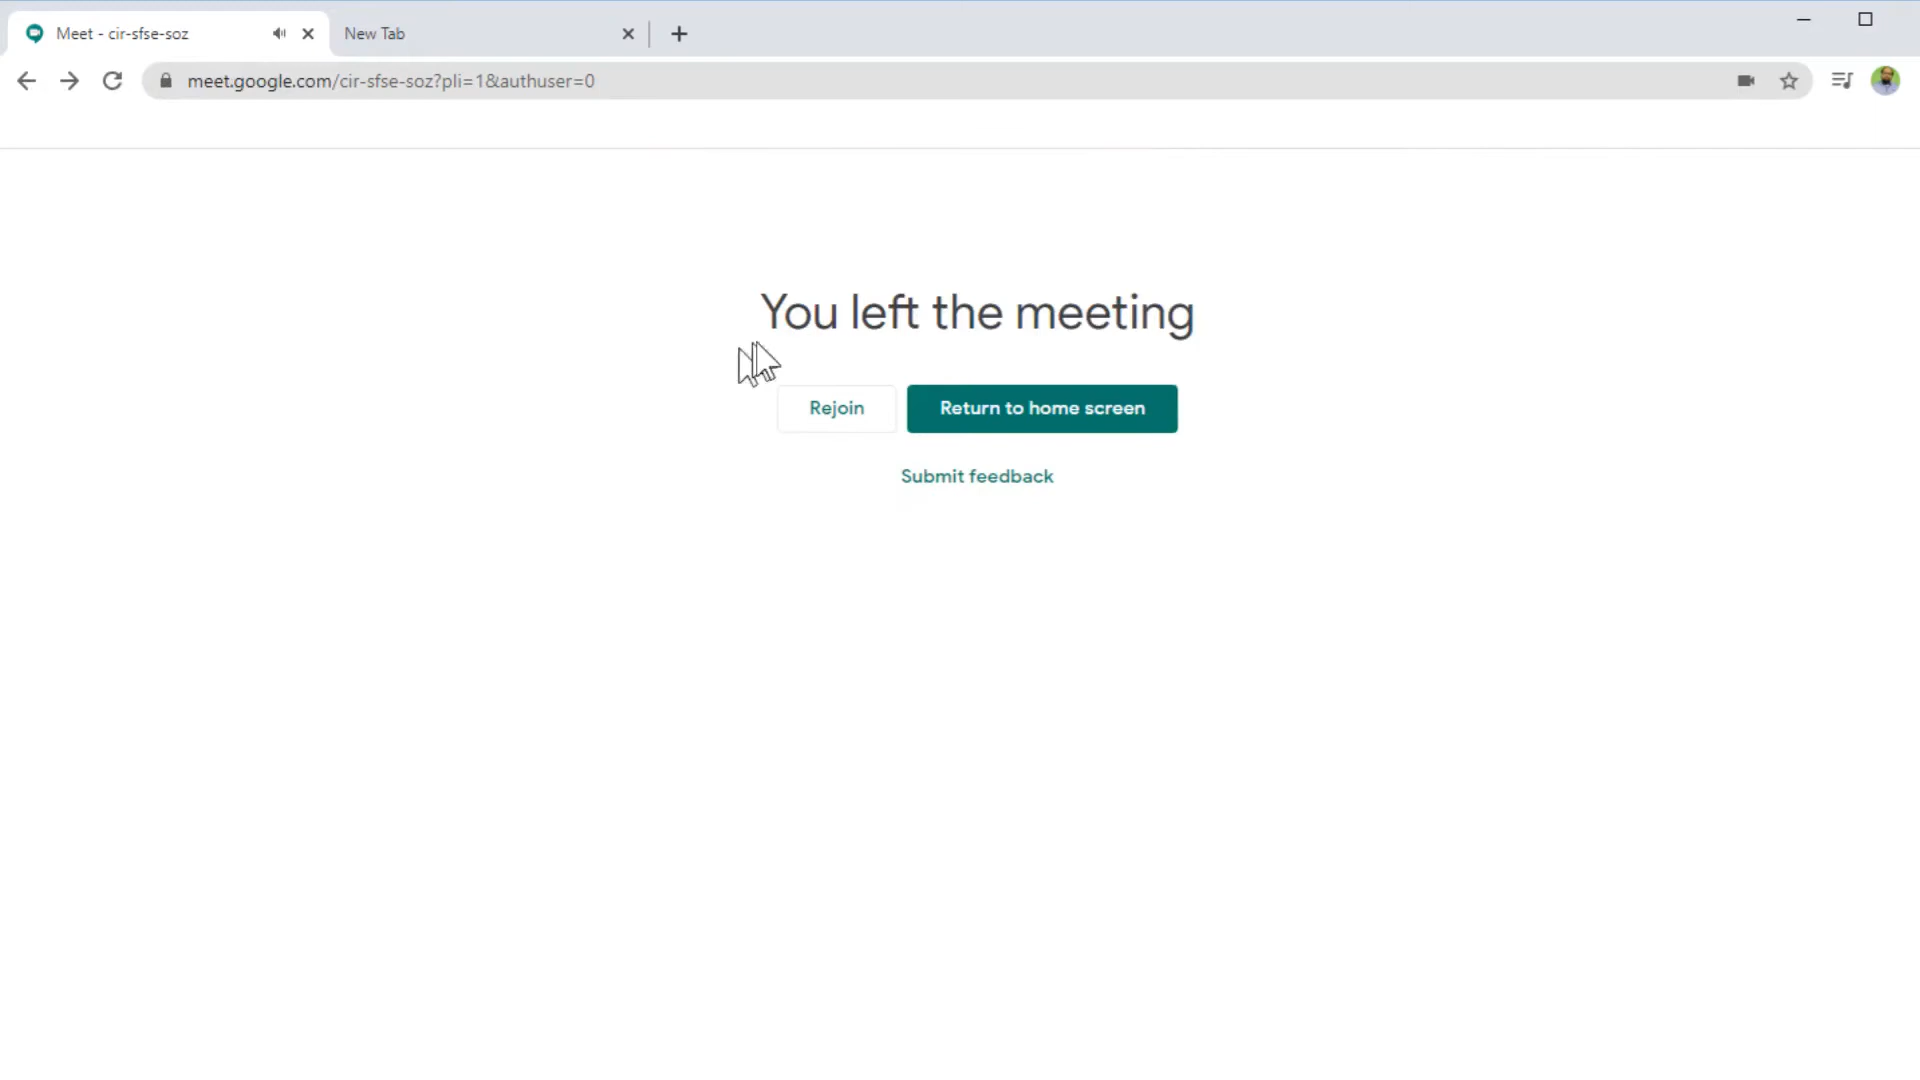 Meet - cir-sfse-soz
New Tab
meet.google.com/cir-sfse-soz?pli=1&authuser=0
You left the meeting
Rejoin
Return to home screen
Submit feedback